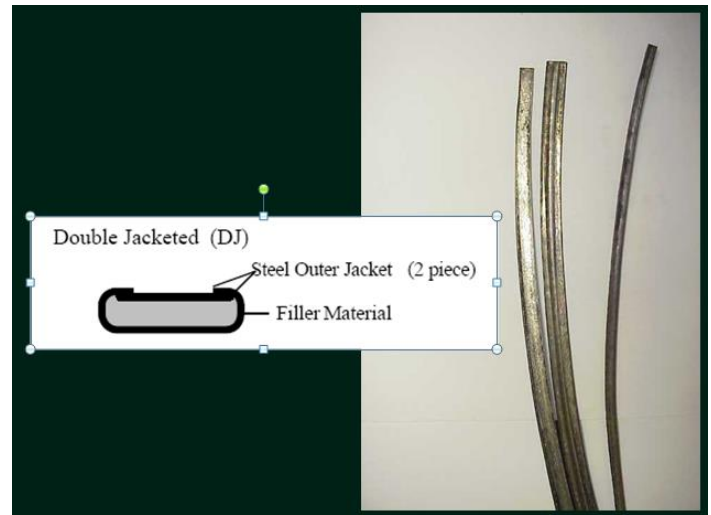 Double Jacketed (DJ)
Steel Outer Jacket (2 piece)
Filler Material